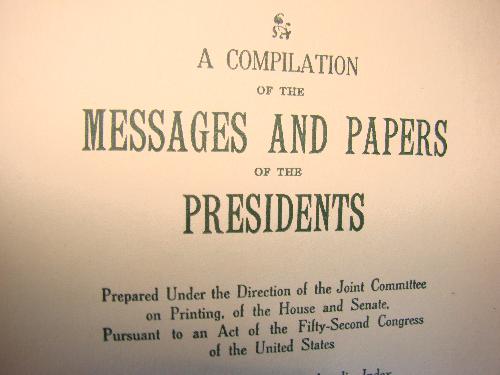 A COMPILATION
OF THE
MESSAGES AND PAPERS
OF THE
PRESIDENTS
Prepared Under the Direction of the Joint Committee
on Printing, of the House and Senate,
Pursuant to an Act of the Fifty-Second Congress
of the United States